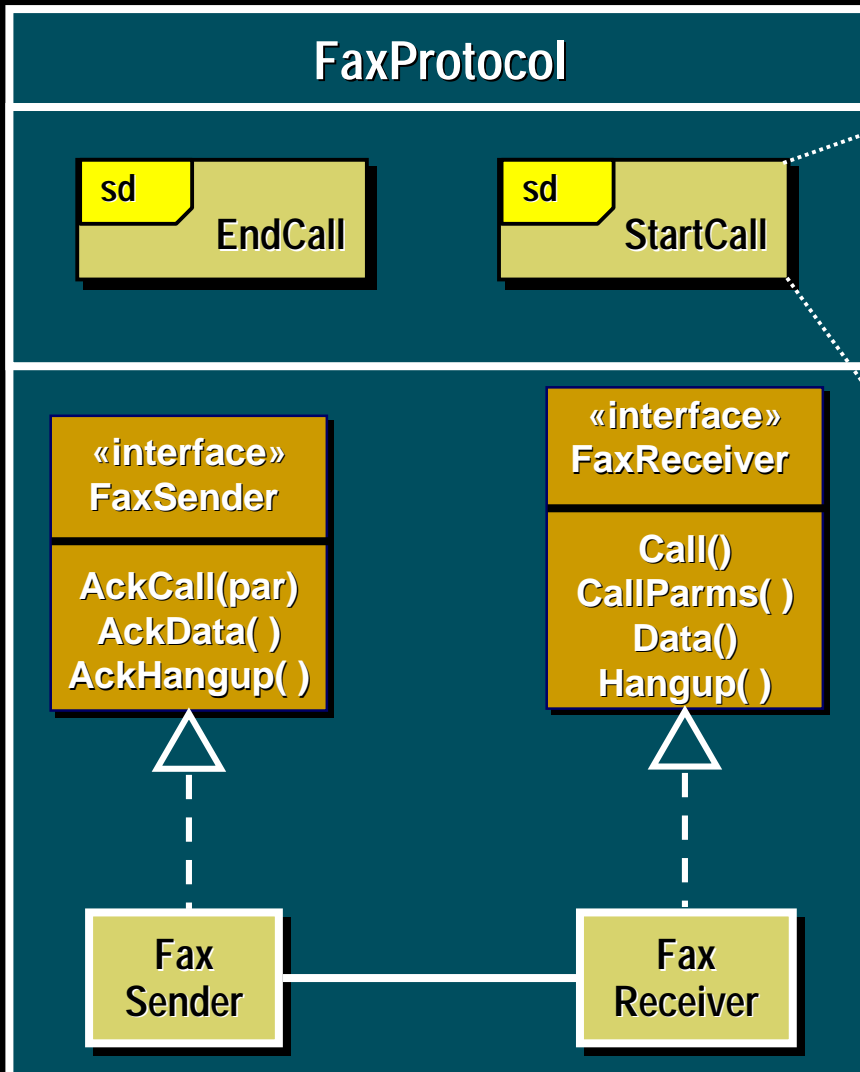 FaxProtocol
sd
EndCall
sd
StartCall
«interface»
FaxSender
AckCall(par)
AckData( )
AckHangup( )
«interface»
FaxReceiver
Call()
CallParms( )
Data()
Hangup( )
Fax
Sender
Fax
Receiver